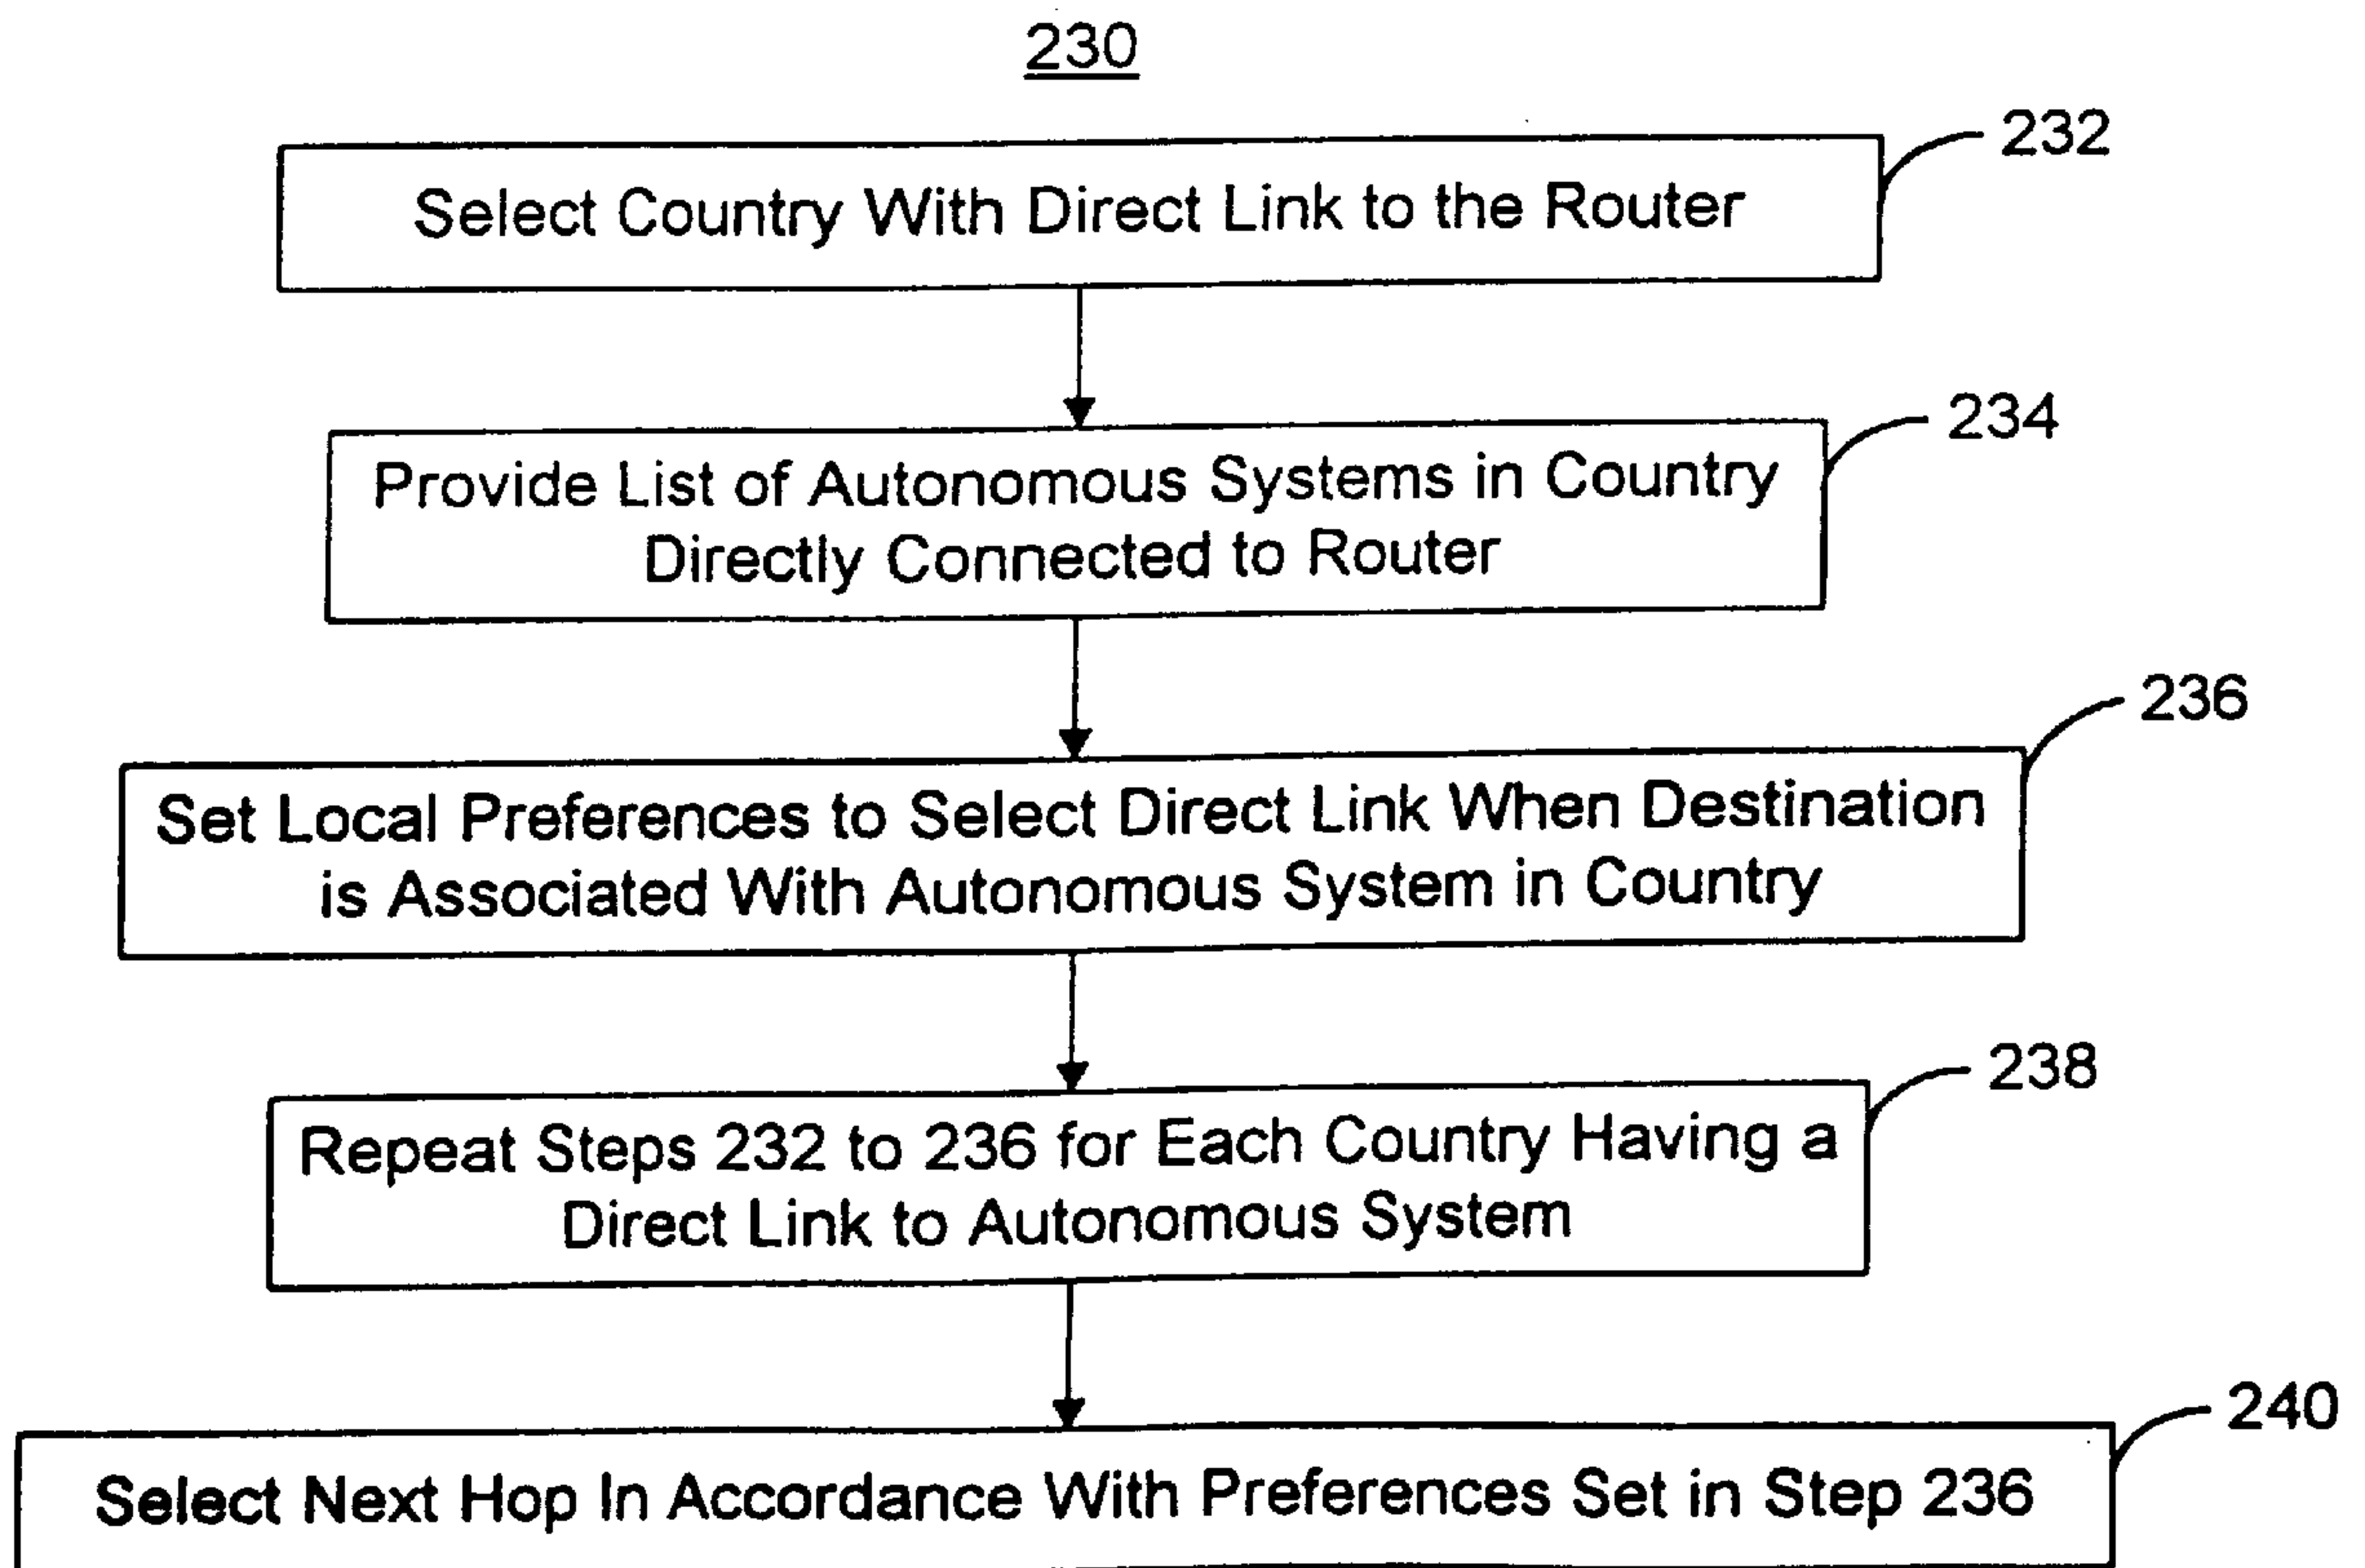 230
232
Select Country With Direct Link to the Router
234
Provide List of Autonomous Systems in Country
Directly Connected to Router
236
Set Local Preferences to Select Direct Link When Destination
is Associated With Autonomous System in Country
238
Repeat Steps 232 to 236 for Each Country Having a
Direct Link to Autonomous System
240
Select Next Hop In Accordance With Preferences Set in Step 236